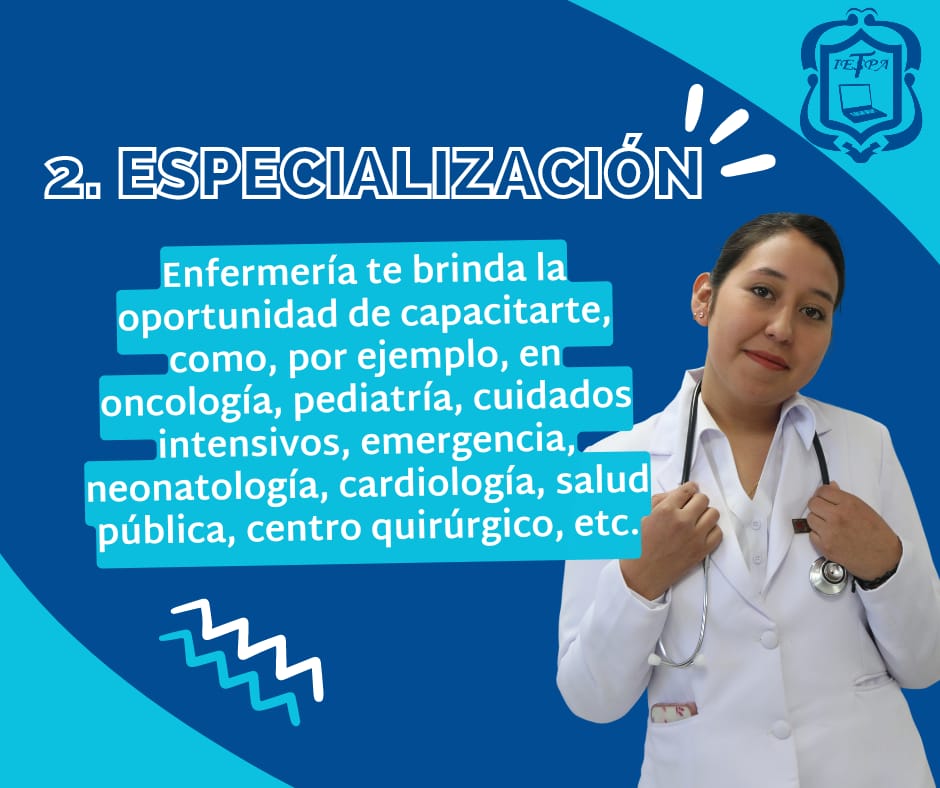 IESTPA
2. ESPECIALIZACIÓN
Enfermería te brinda la
oportunidad de capacitarte,
como, por ejemplo, en
oncología, pediatría, cuidados
intensivos, emergencia,
neonatología, cardiología, salud
pública, centro quirúrgico, etc.